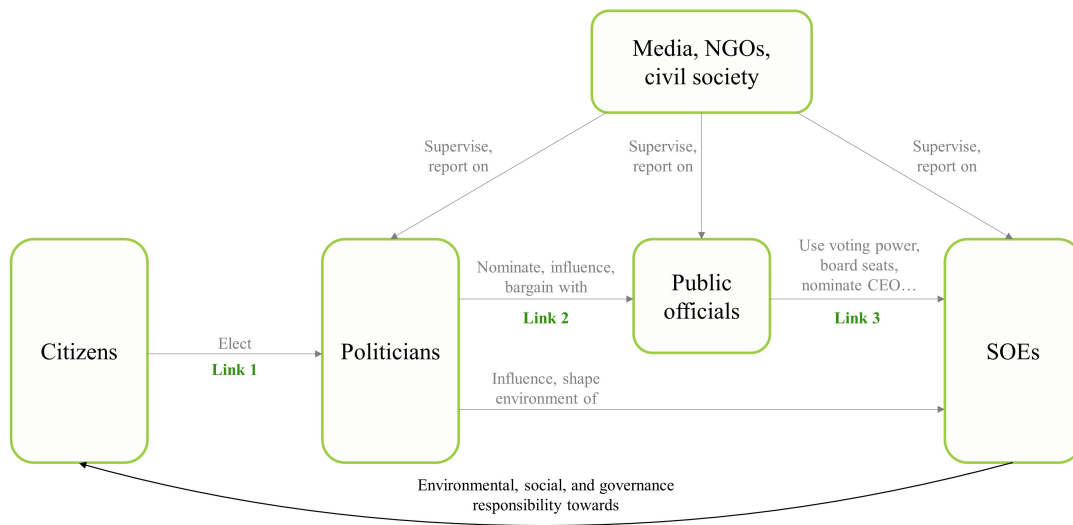 Media, NGOs,
civil society
Supervise,
report on
Supervise,
report on
Supervise,
report on
Citizens
Elect
Link 1
Politicians
Nominate, influence,
bargain with
Link 2
Public
officials
Use voting power,
board seats,
nominate CEO…
Link 3
SOEs
Influence, shape
environment of
Environmental, social, and governance
responsibility towards